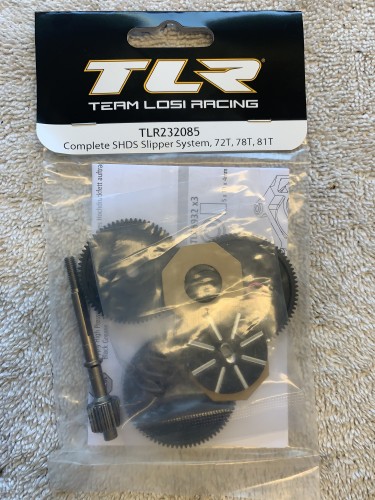 TLR
TEAM LOSI RACING
TLR232085
Complete SHDS Slipper System, 72T, 78T, 81T